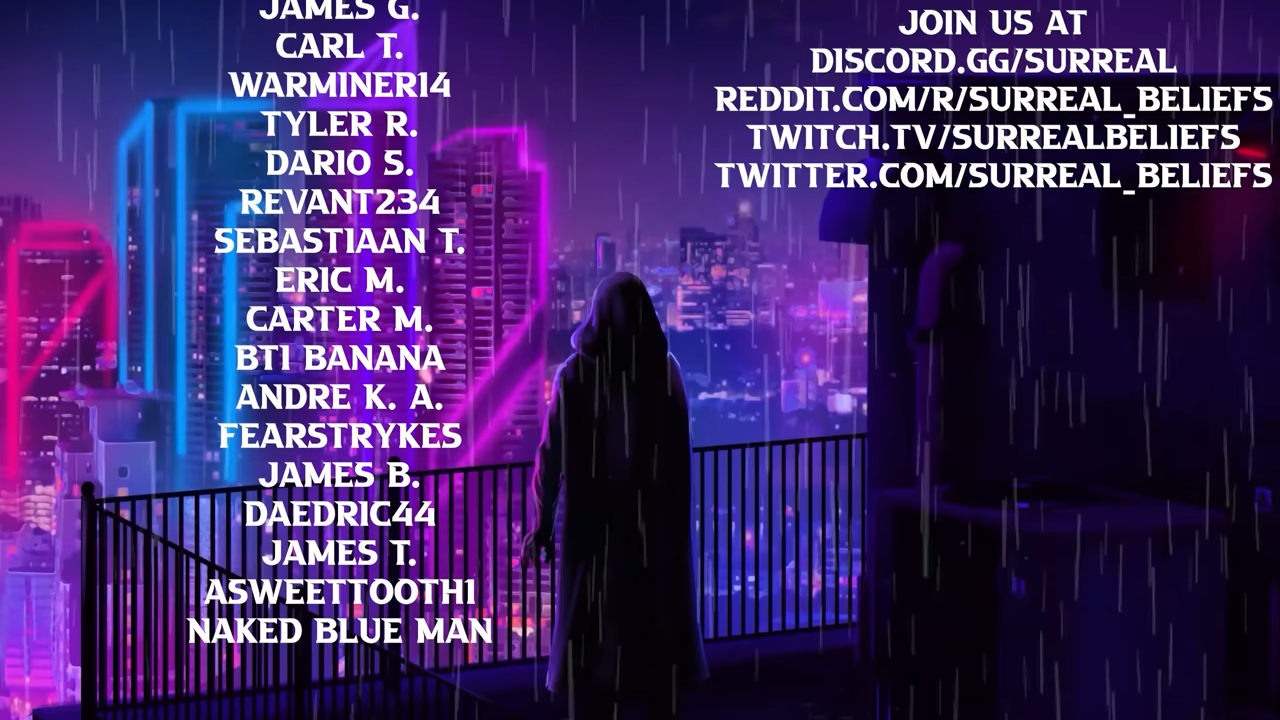 JAMES G.
CARL T.
WARMINER14
TYLER R.
DARIO S.
REVANT234
SEBASTIAAN T.
ERIC M.
CARTER M.
BTI BANANA
ANDRE K. A.
FEARSTRYKES
JAMES B.
DAEDRIC44
JAMES T.
ASWEETTOOTH1
NAKED BLUE MAN
JOIN US AT
DISCORD.GG/SURREAL
REDDIT.COM/R/SURREAL_BELIEFS
TWITCH.TV/SURREALBELIEFS
TWITTER.COM/SURREAL_BELIEFS